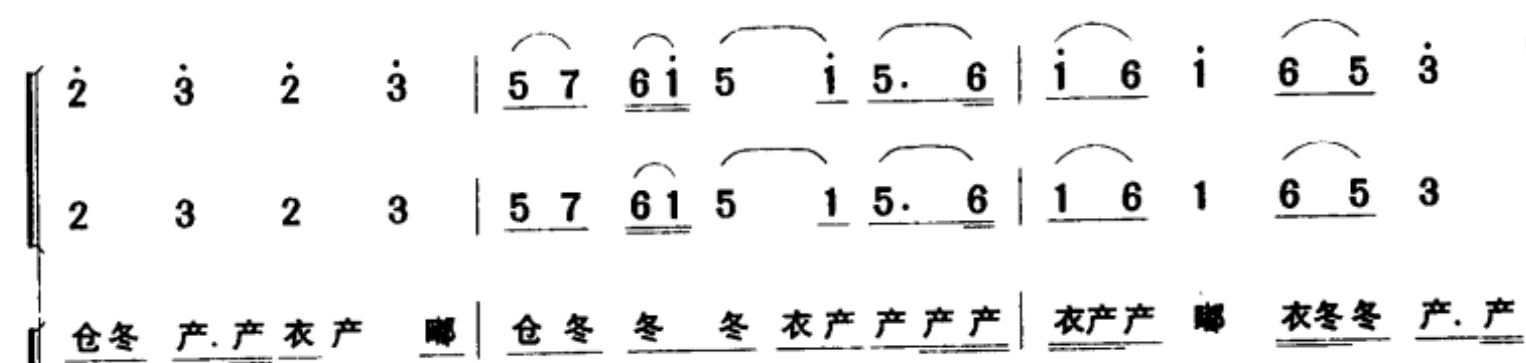 2̇ 3̇ 2̇ 3̇ | 5 7 6 1̇ 5 1̇ 5. 6 | 1̇ 6 1̇ 6 5 3̇
2 3 2 3 | 5 7 6 1 5 1 5. 6 | 1 6 1 6 5 3
仓冬 产.产 衣产 嘟 | 仓冬 冬 冬 衣产 产产产 | 衣产产 嘟 衣冬冬 产.产